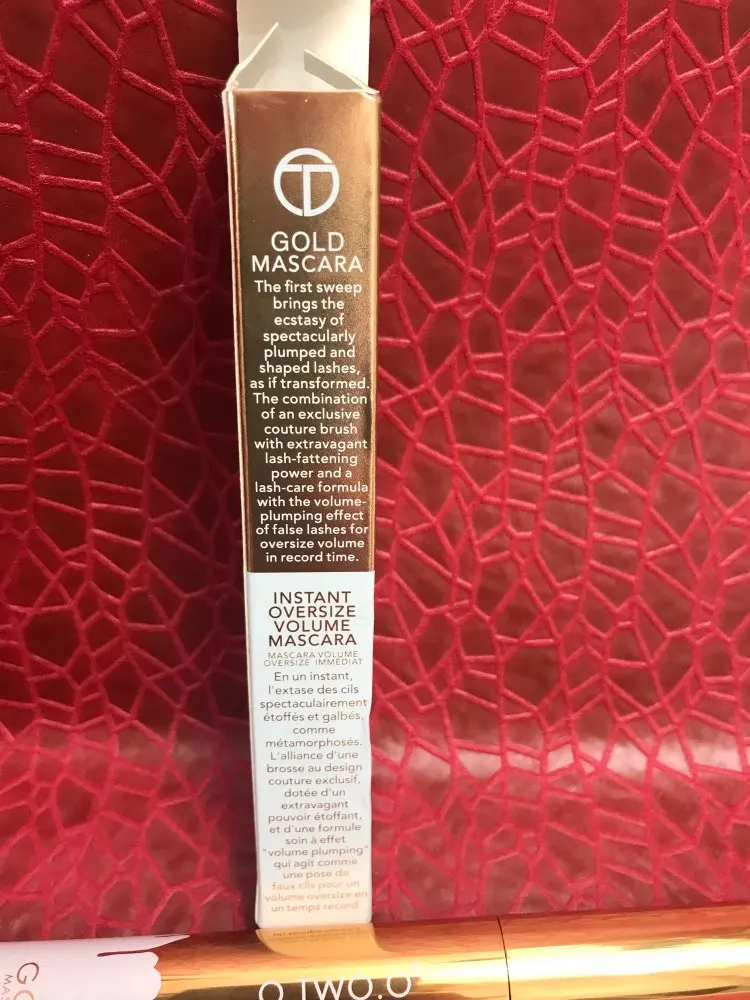 GOLD
MASCARA
The first sweep
brings the
ecstasy of
spectacularly
plumped and
shaped lashes,
as if transformed.
The combination
of an exclusive
couture brush
with extravagant
lash-fattening
power and a
lash-care formula
with the volume-
plumping effect
of false lashes for
oversize volume
in record time.
INSTANT
OVERSIZE
VOLUME
MASCARA
MASCARA VOLUME
OVERSIZE IMMÉDIAT
En un instant,
l'extase des cils
spectaculairement
étoffés et galbés,
comme
métamorphosés.
L'alliance d'une
brosse au design
couture exclusif,
dotée d'un
extravagant
pouvoir étoffant,
et d'une formule
soin à effet
"volume plumping"
qui agit comme
une pose de
faux cils pour un
volume oversize en
un temps record
O.TWO.O